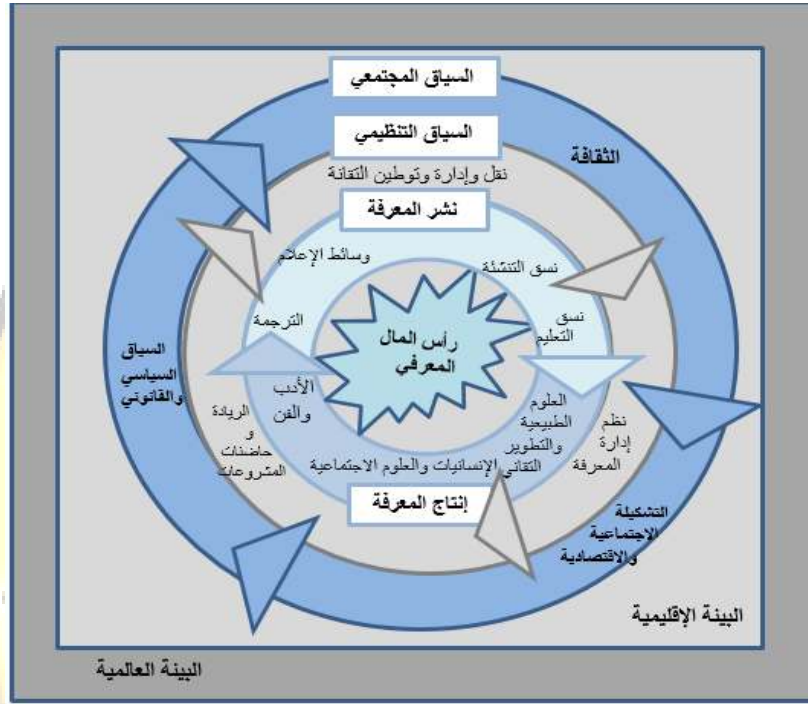 السياق المجتمعي
السياق التنظيمي
الثقافة
نقل وإدارة وتوطين التقانة
نشر المعرفة
وسائط الإعلام
نسق التنشئة
الترجمة
نسق
التعليم
رأس المال
المعرفي
السياق
السياسي
والقانوني
الأدب
والفن
العلوم
الطبيعية
والتطوير
التقاني
الإنسانيات والعلوم الاجتماعية
الريادة
و
حاضنات
المشروعات
نظم
إدارة
المعرفة
إنتاج المعرفة
التشكيلة
الاجتماعية
والاقتصادية
البيئة الإقليمية
البيئة العالمية